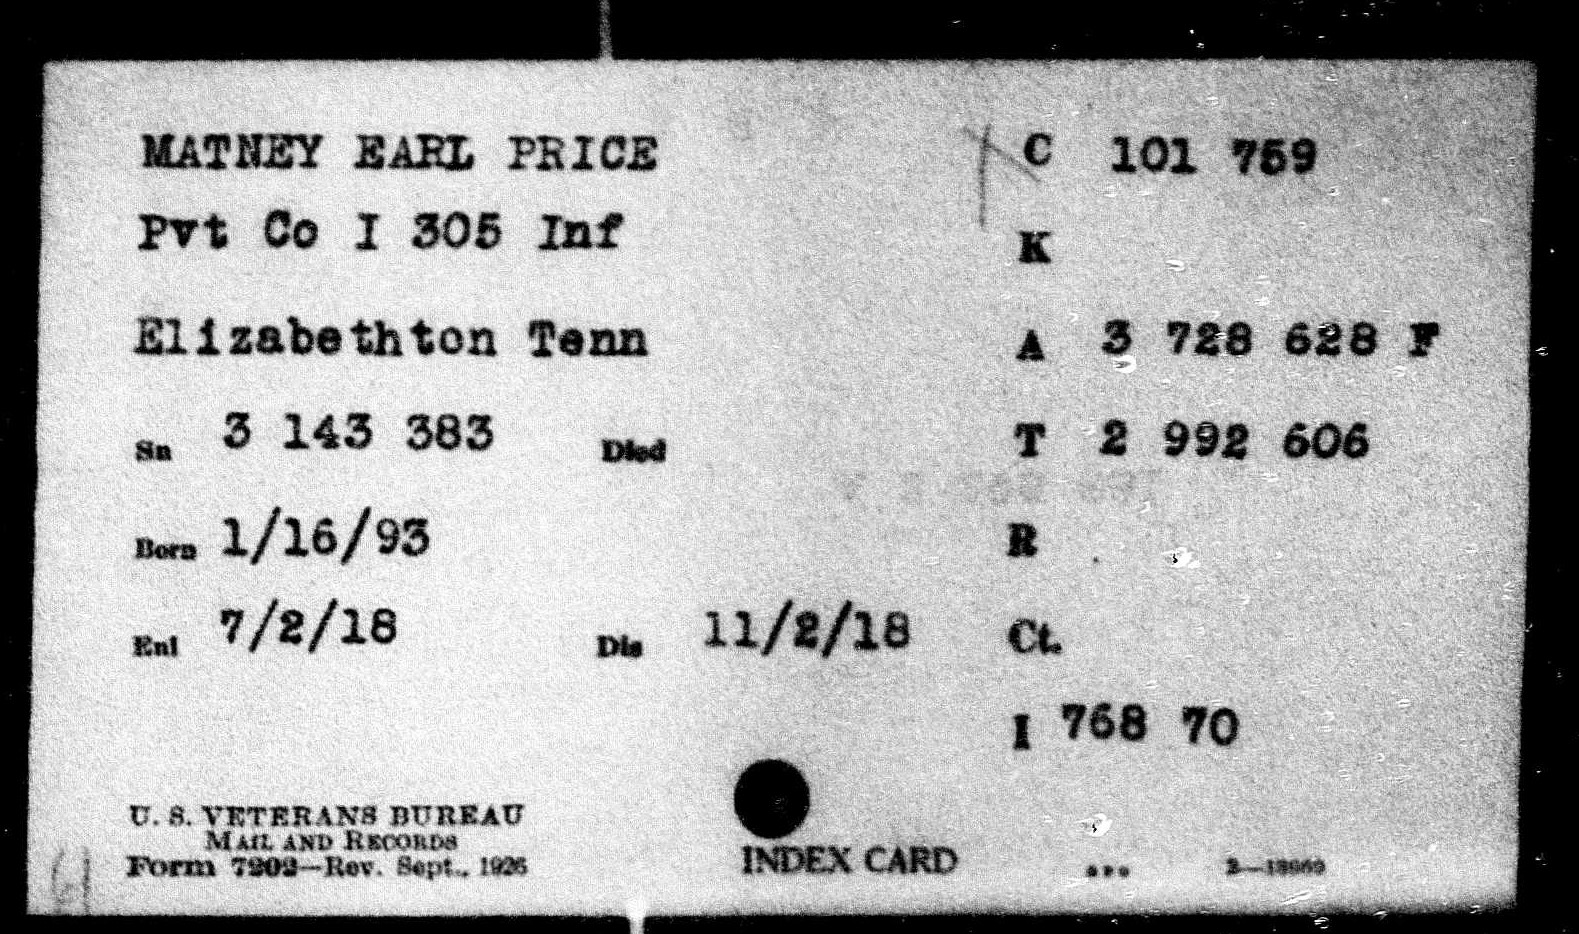 MATNEY EARL PRICE
C 101 759
Pvt Co I 305 Inf
K
Elizabethton Tenn
A 3 728 628 F
Sn 3 143 383 Died
T 2 992 606
Born 1/16/93
R
Enl 7/2/18 Dis 11/2/18
Ct.
I 768 70
U. S. VETERANS BUREAU
MAIL AND RECORDS
Form 7202—Rev. Sept., 1926
INDEX CARD